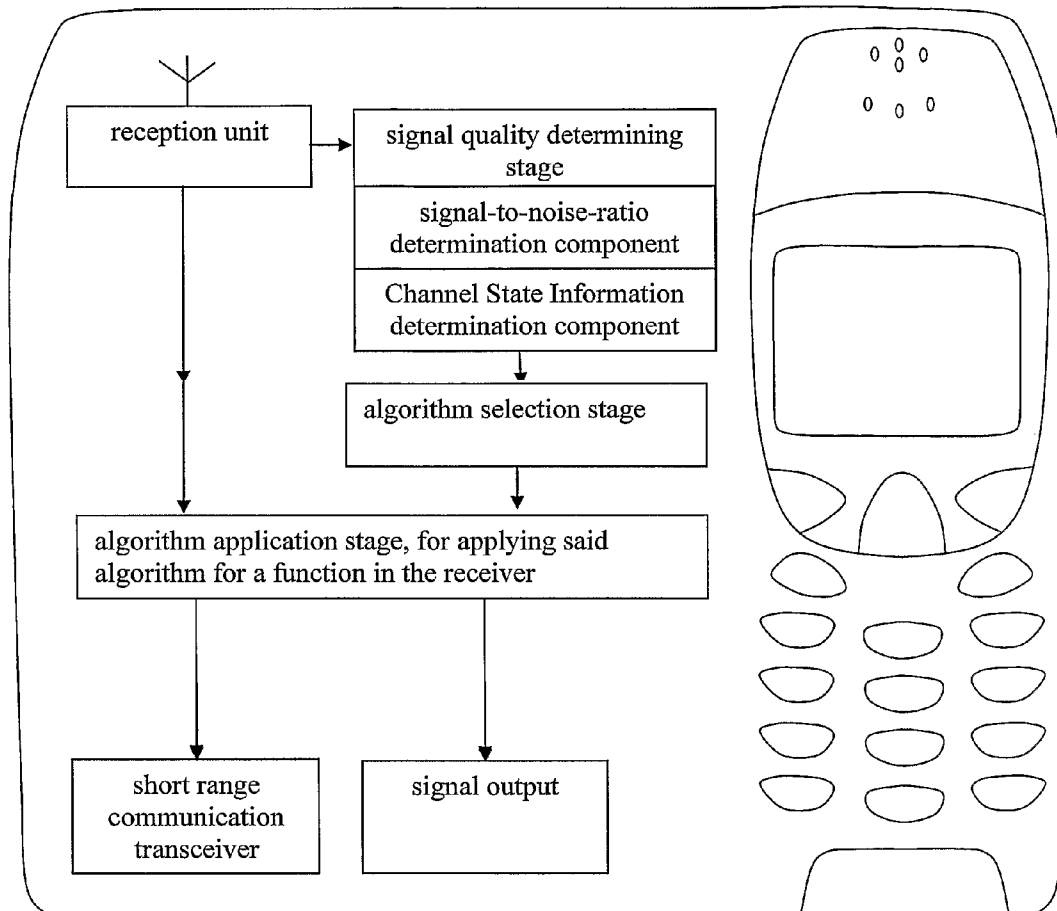 reception unit
signal quality determining
stage
signal-to-noise-ratio
determination component
Channel State Information
determination component
algorithm selection stage
algorithm application stage, for applying said
algorithm for a function in the receiver
short range
communication
transceiver
signal output